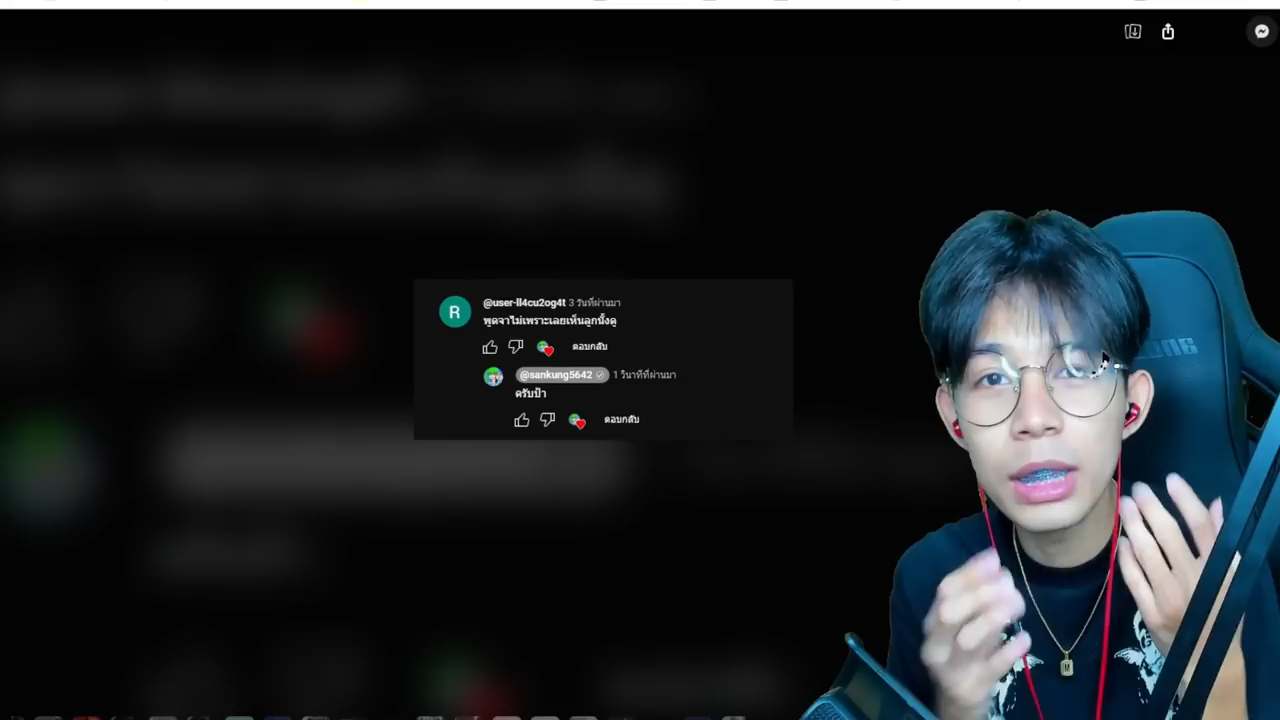 R
@user-ll4cu2og4t 3 วันที่ผ่านมา
พูดจาไม่เพราะเลยเห็นลูกนั้งดู
ตอบกลับ
@sankung5642 1 วินาทีที่ผ่านมา
ครับป้า
ตอบกลับ
M